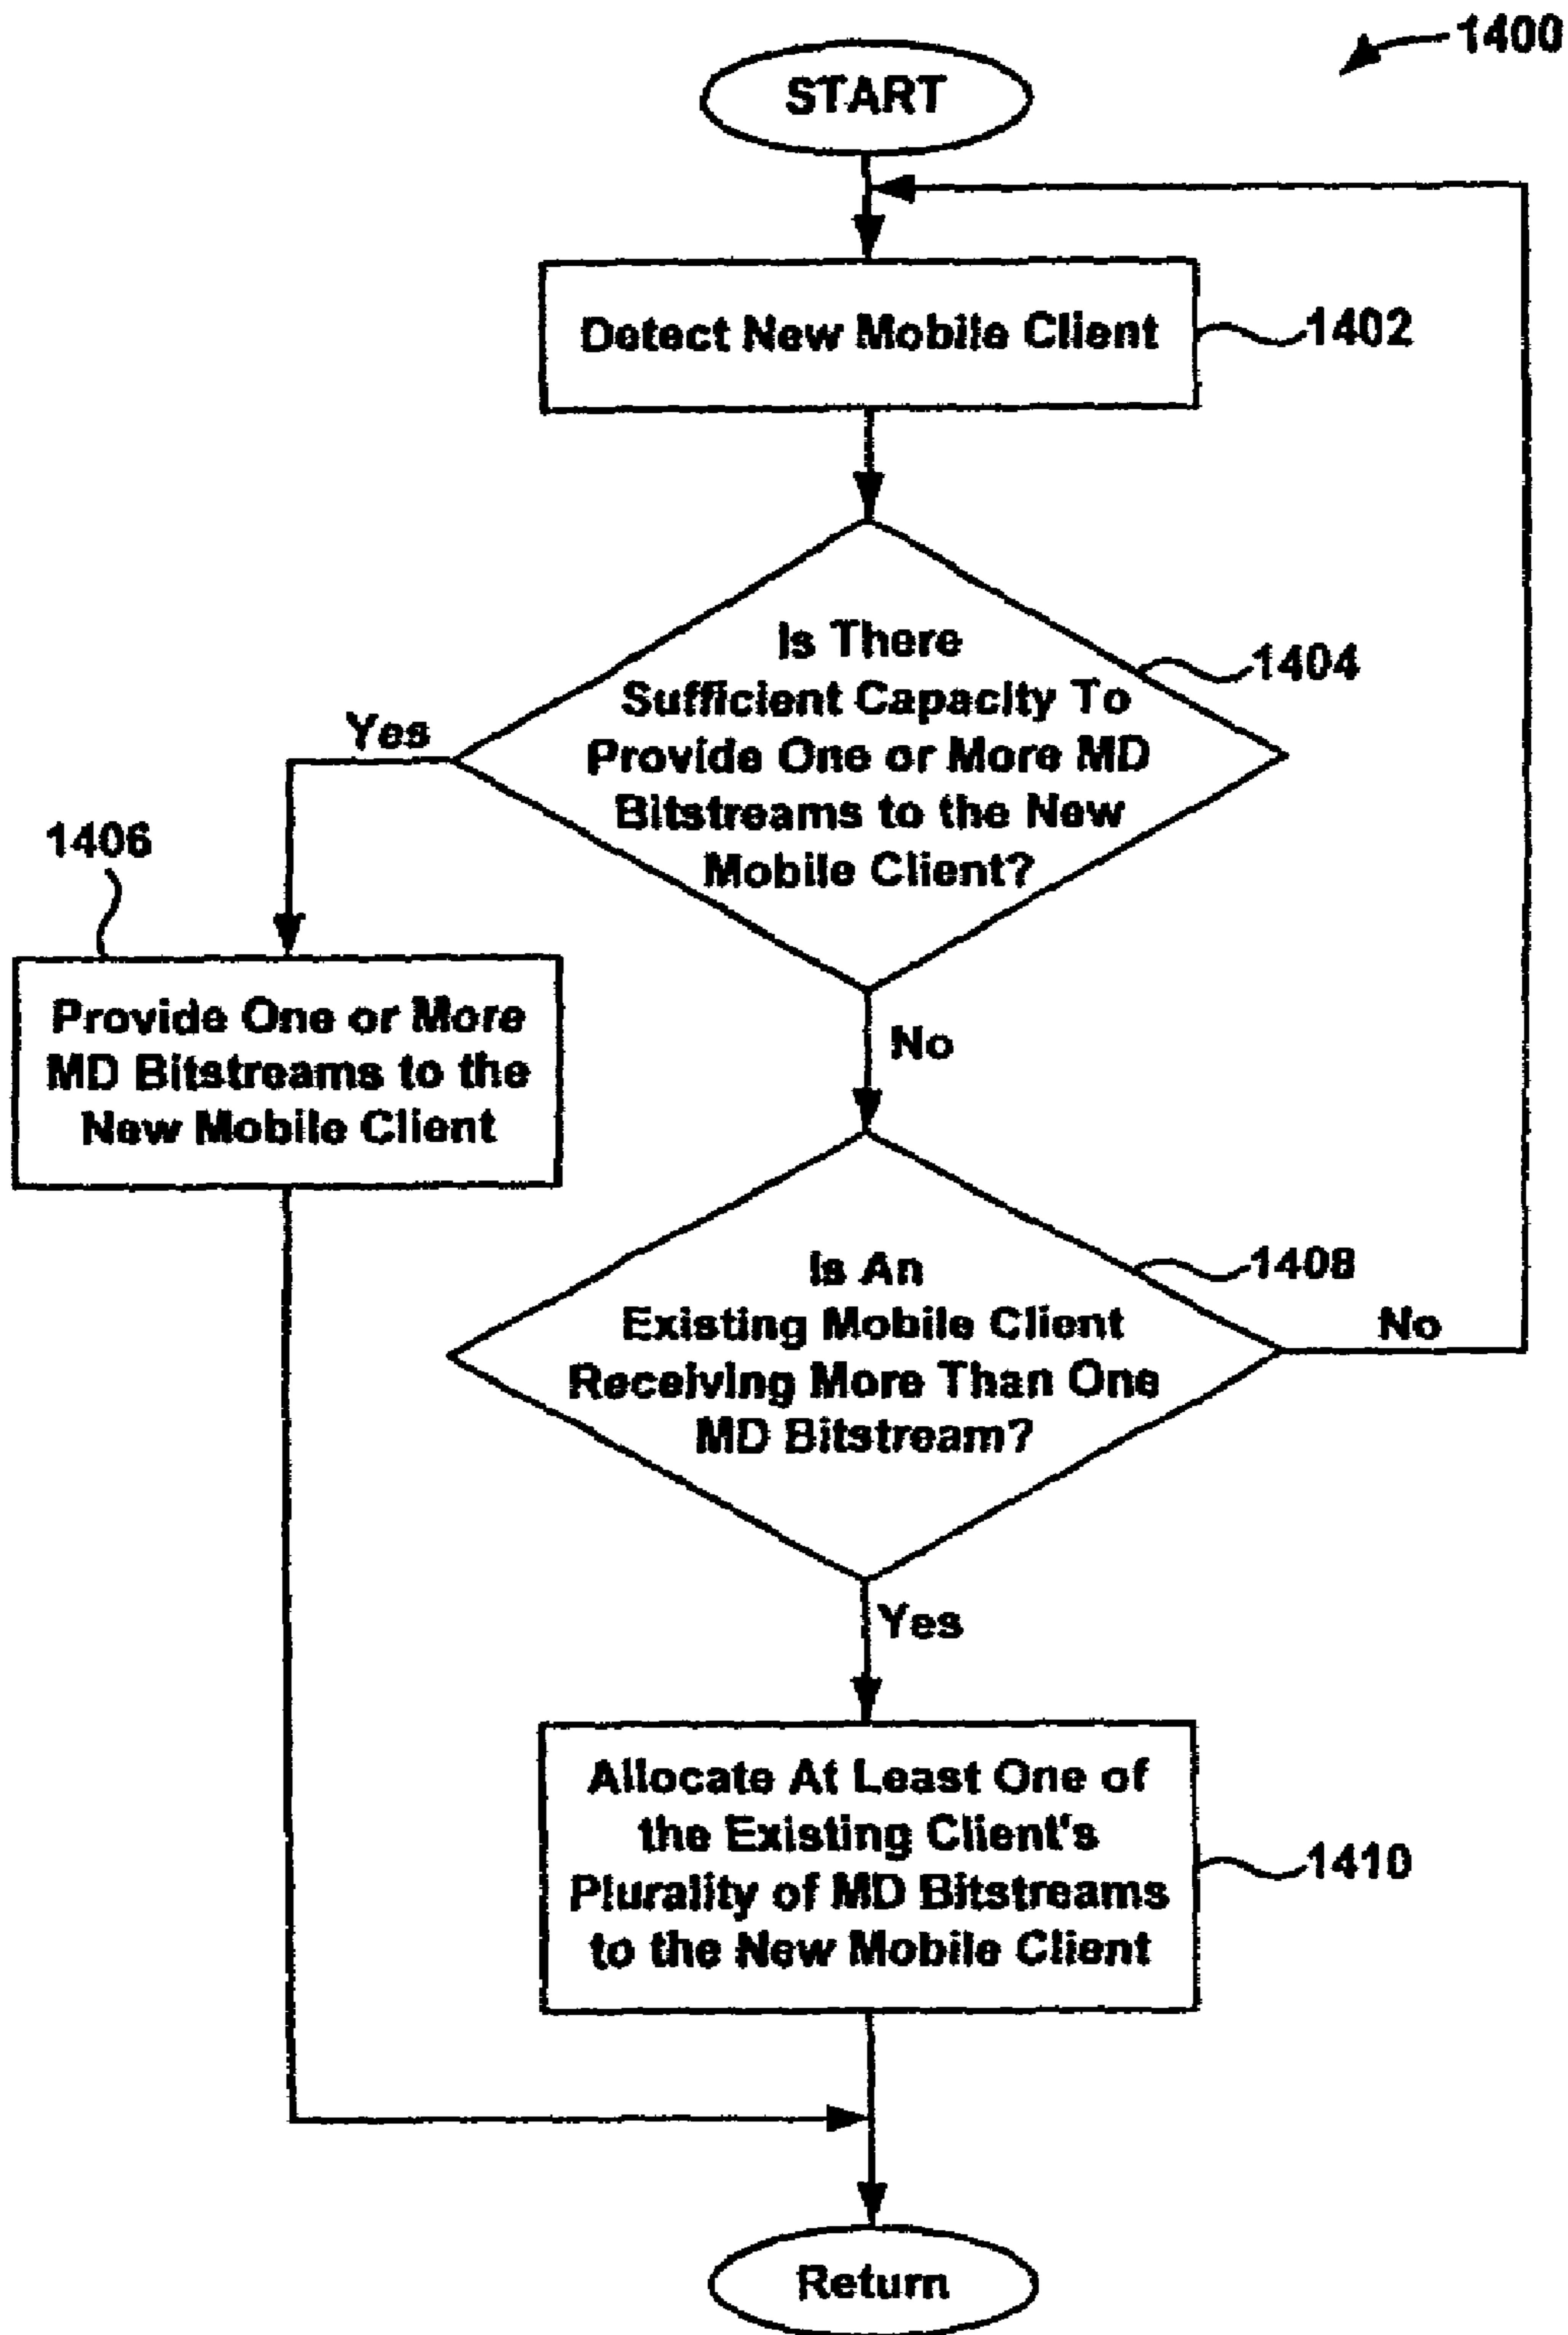 1400
START
Detect New Mobile Client
1402
Is There
Sufficient Capacity To
Provide One or More MD
Bitstreams to the New
Mobile Client?
1404
Yes
1406
Provide One or More
MD Bitstreams to the
New Mobile Client
No
Is An
Existing Mobile Client
Receiving More Than One
MD Bitstream?
1408
No
Yes
Allocate At Least One of
the Existing Client's
Plurality of MD Bitstreams
to the New Mobile Client
1410
Return